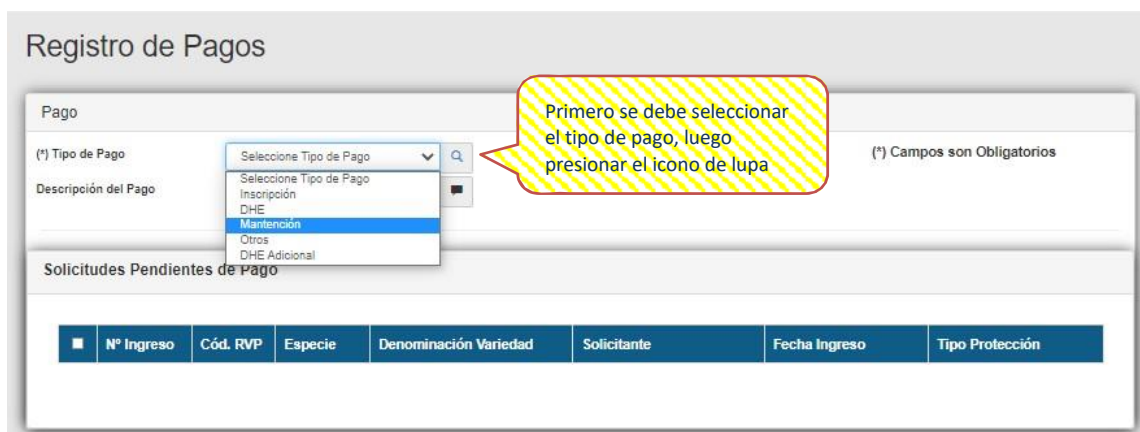 Registro de Pagos
Pago
Primero se debe seleccionar
el tipo de pago, luego
presionar el icono de lupa
(*) Tipo de Pago
Seleccione Tipo de Pago
(*) Campos son Obligatorios
Descripción del Pago
Seleccione Tipo de Pago
Inscripción
DHE
Mantención
Otros
DHE Adicional
Solicitudes Pendientes de Pago
Nº Ingreso Cód. RVP Especie Denominación Variedad Solicitante Fecha Ingreso Tipo Protección